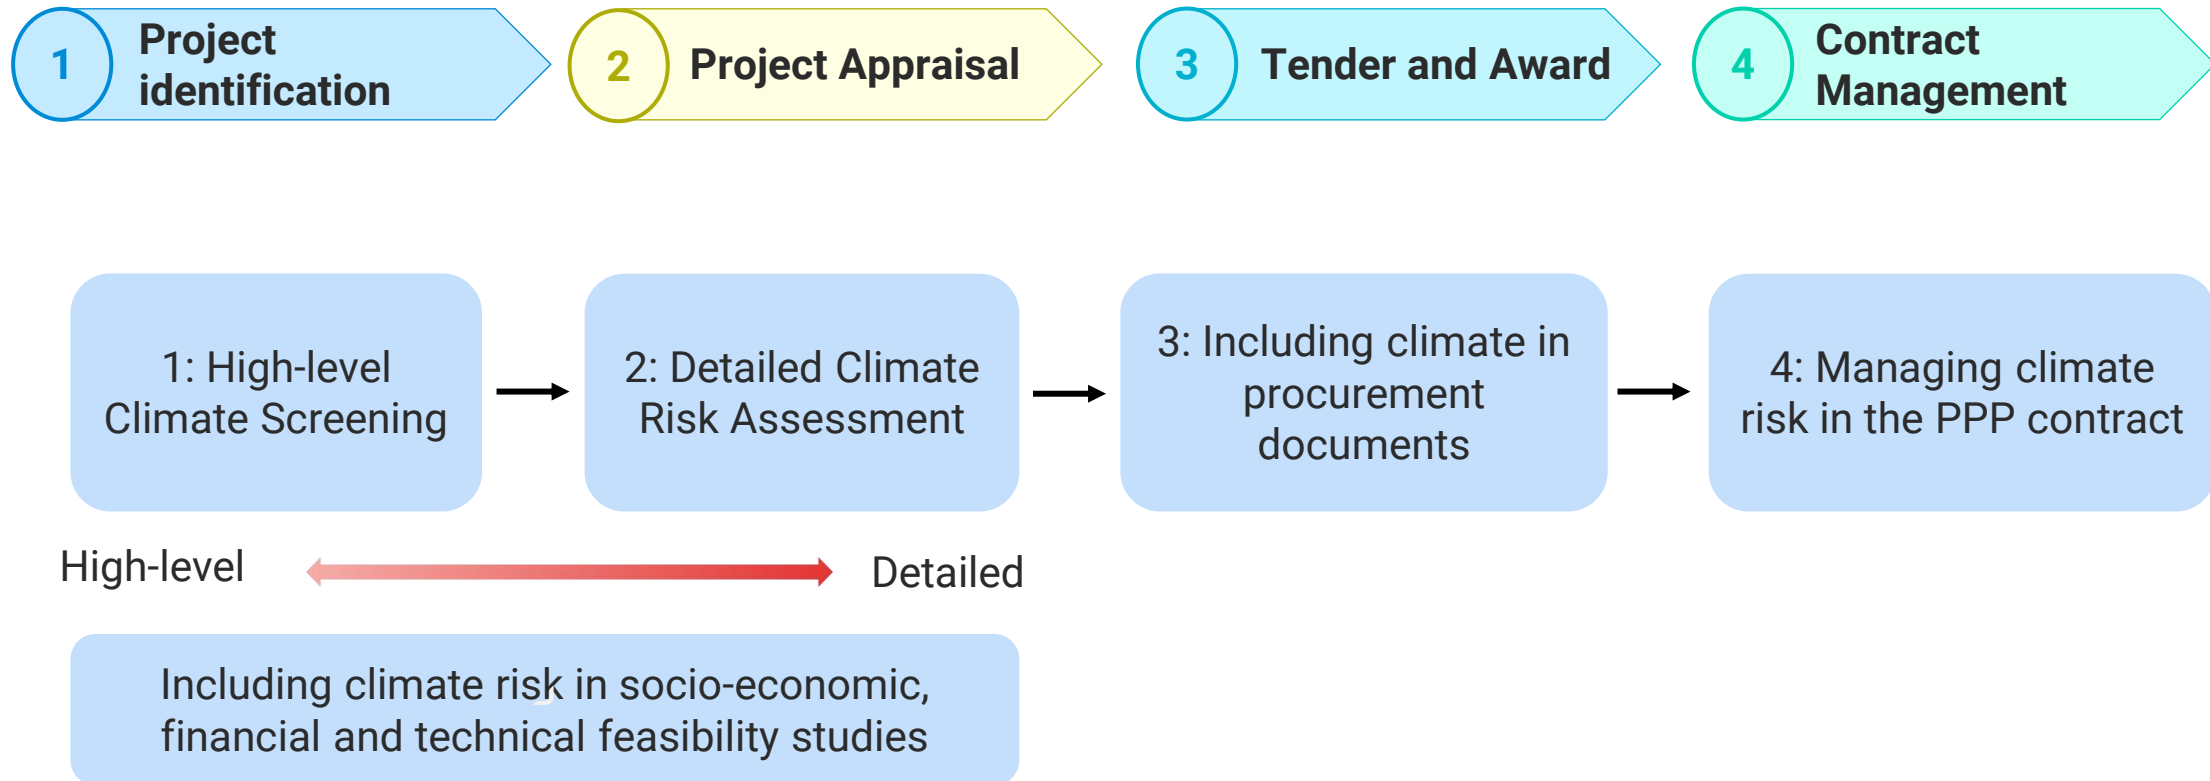 1
Project
identification
2
Project Appraisal
3
Tender and Award
4
Contract
Management
1: High-level
Climate Screening
2: Detailed Climate
Risk Assessment
3: Including climate in
procurement
documents
4: Managing climate
risk in the PPP contract
High-level
Detailed
Including climate risk in socio-economic,
financial and technical feasibility studies